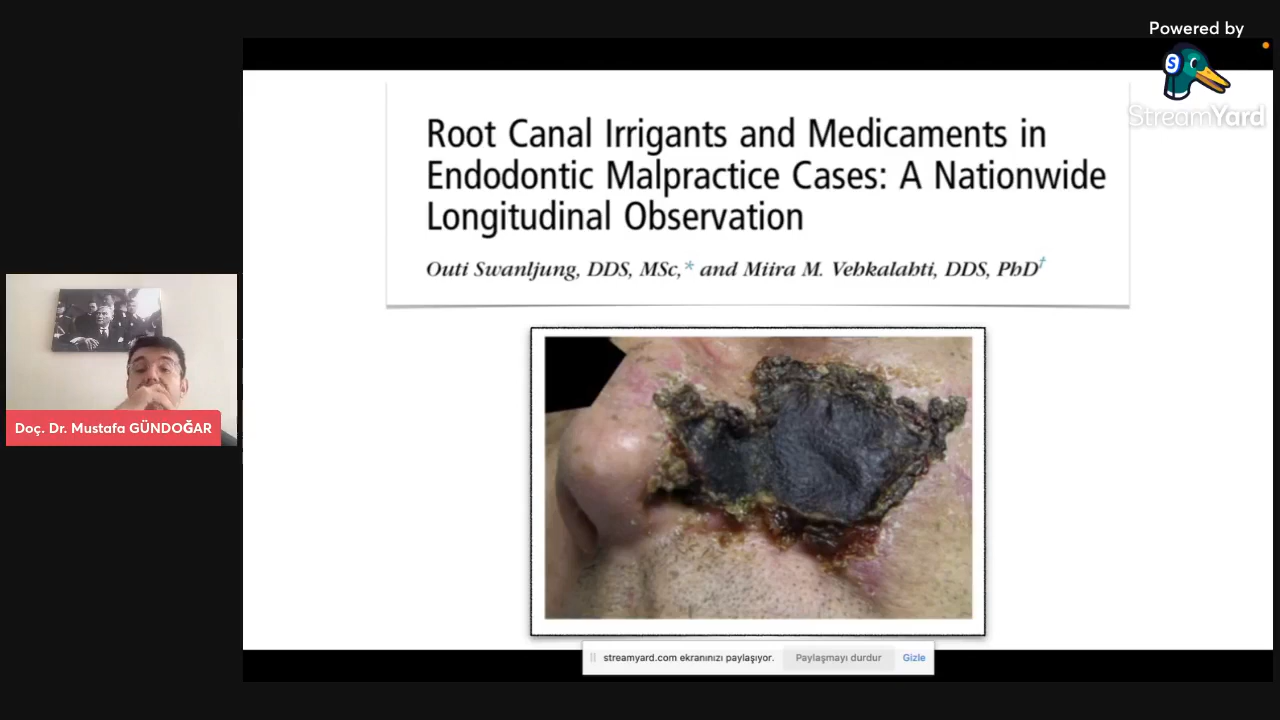 Powered by
S
StreamYard
Root Canal Irrigants and Medicaments in
Endodontic Malpractice Cases: A Nationwide
Longitudinal Observation
Outi Swanljung, DDS, MSc,* and Miira M. Vehkalahti, DDS, PhD†
Doç. Dr. Mustafa GÜNDOĞAR
streamyard.com ekranınızı paylaşıyor. Paylaşmayı durdur Gizle